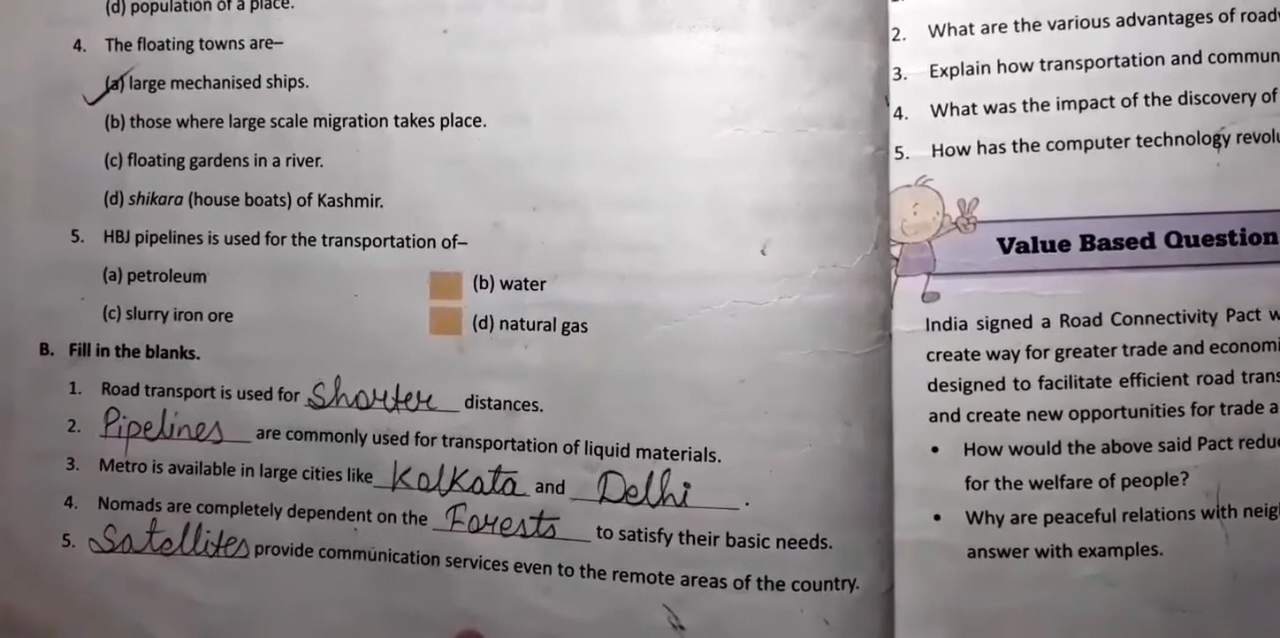 (d) population of a place.
4. The floating towns are–
(a) large mechanised ships.
(b) those where large scale migration takes place.
(c) floating gardens in a river.
(d) shikara (house boats) of Kashmir.
5. HBJ pipelines is used for the transportation of–
(a) petroleum (b) water
(c) slurry iron ore (d) natural gas
B. Fill in the blanks.
1. Road transport is used for Shorter distances.
2. Pipelines are commonly used for transportation of liquid materials.
3. Metro is available in large cities like Kolkata and Delhi.
4. Nomads are completely dependent on the Forests to satisfy their basic needs.
5. Satellites provide communication services even to the remote areas of the country.
2. What are the various advantages of road
3. Explain how transportation and commun
4. What was the impact of the discovery of
5. How has the computer technology revol
Value Based Question
India signed a Road Connectivity Pact w
create way for greater trade and economi
designed to facilitate efficient road trans
and create new opportunities for trade a
• How would the above said Pact redu
for the welfare of people?
• Why are peaceful relations with neig
answer with examples.